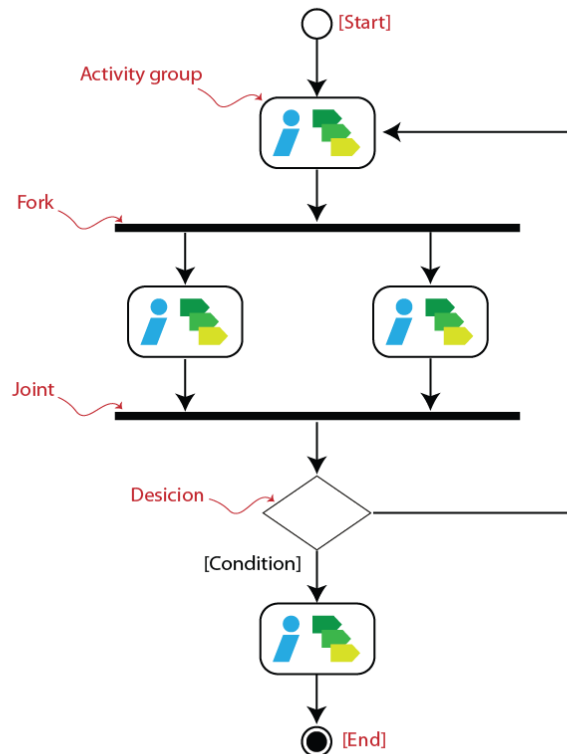 [Start]
Activity group
Fork
Joint
Desicion
[Condition]
[End]